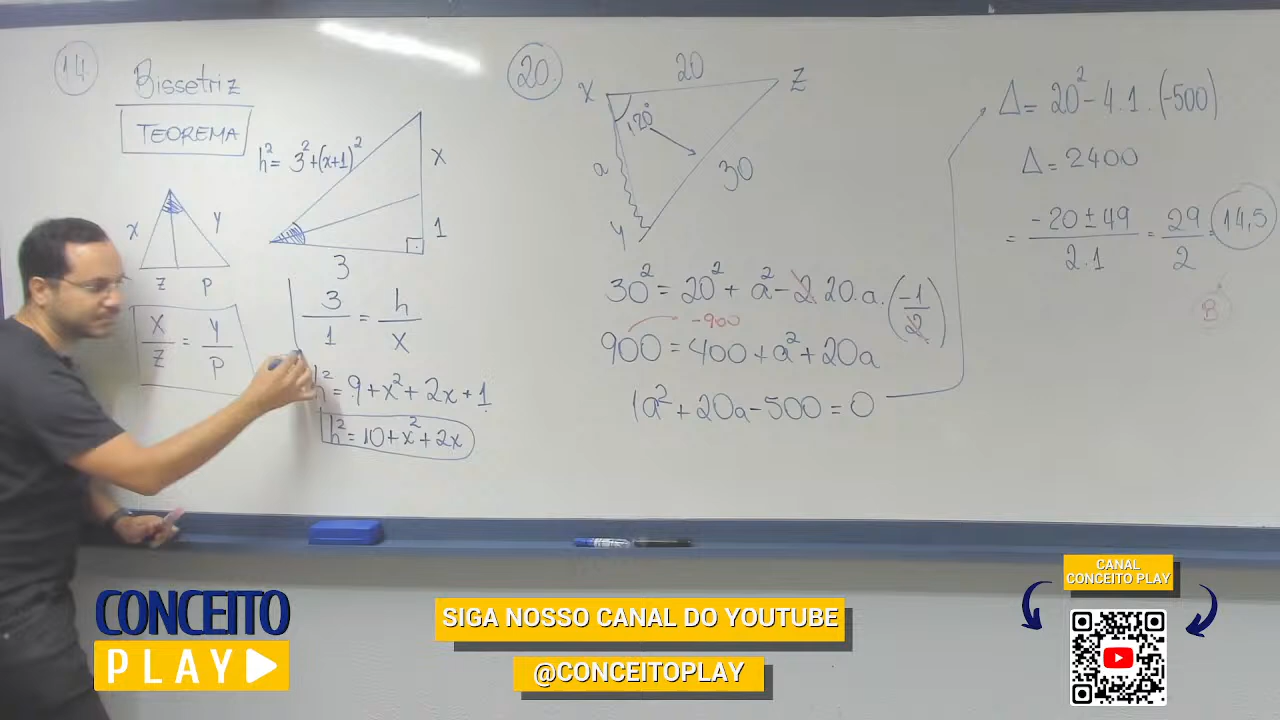 14
Bissetriz
TEOREMA
x
y
z
p
x/z = y/p
h² = 3² + (x+1)²
x
1
3
3/1 = h/x
h² = 9 + x² + 2x + 1
h² = 10 + x² + 2x
20
x
20
z
120°
a
30
y
30² = 20² + a² - 2 20.a.(-1/2)
-900
900 = 400 + a² + 20a
1a² + 20a - 500 = 0
Δ = 20² - 4.1.(-500)
Δ = 2400
= -20 ± 49 / 2.1 = 29/2 = 14,5
B
CONCEITO
PLAY
SIGA NOSSO CANAL DO YOUTUBE
@CONCEITOPLAY
CANAL
CONCEITO PLAY